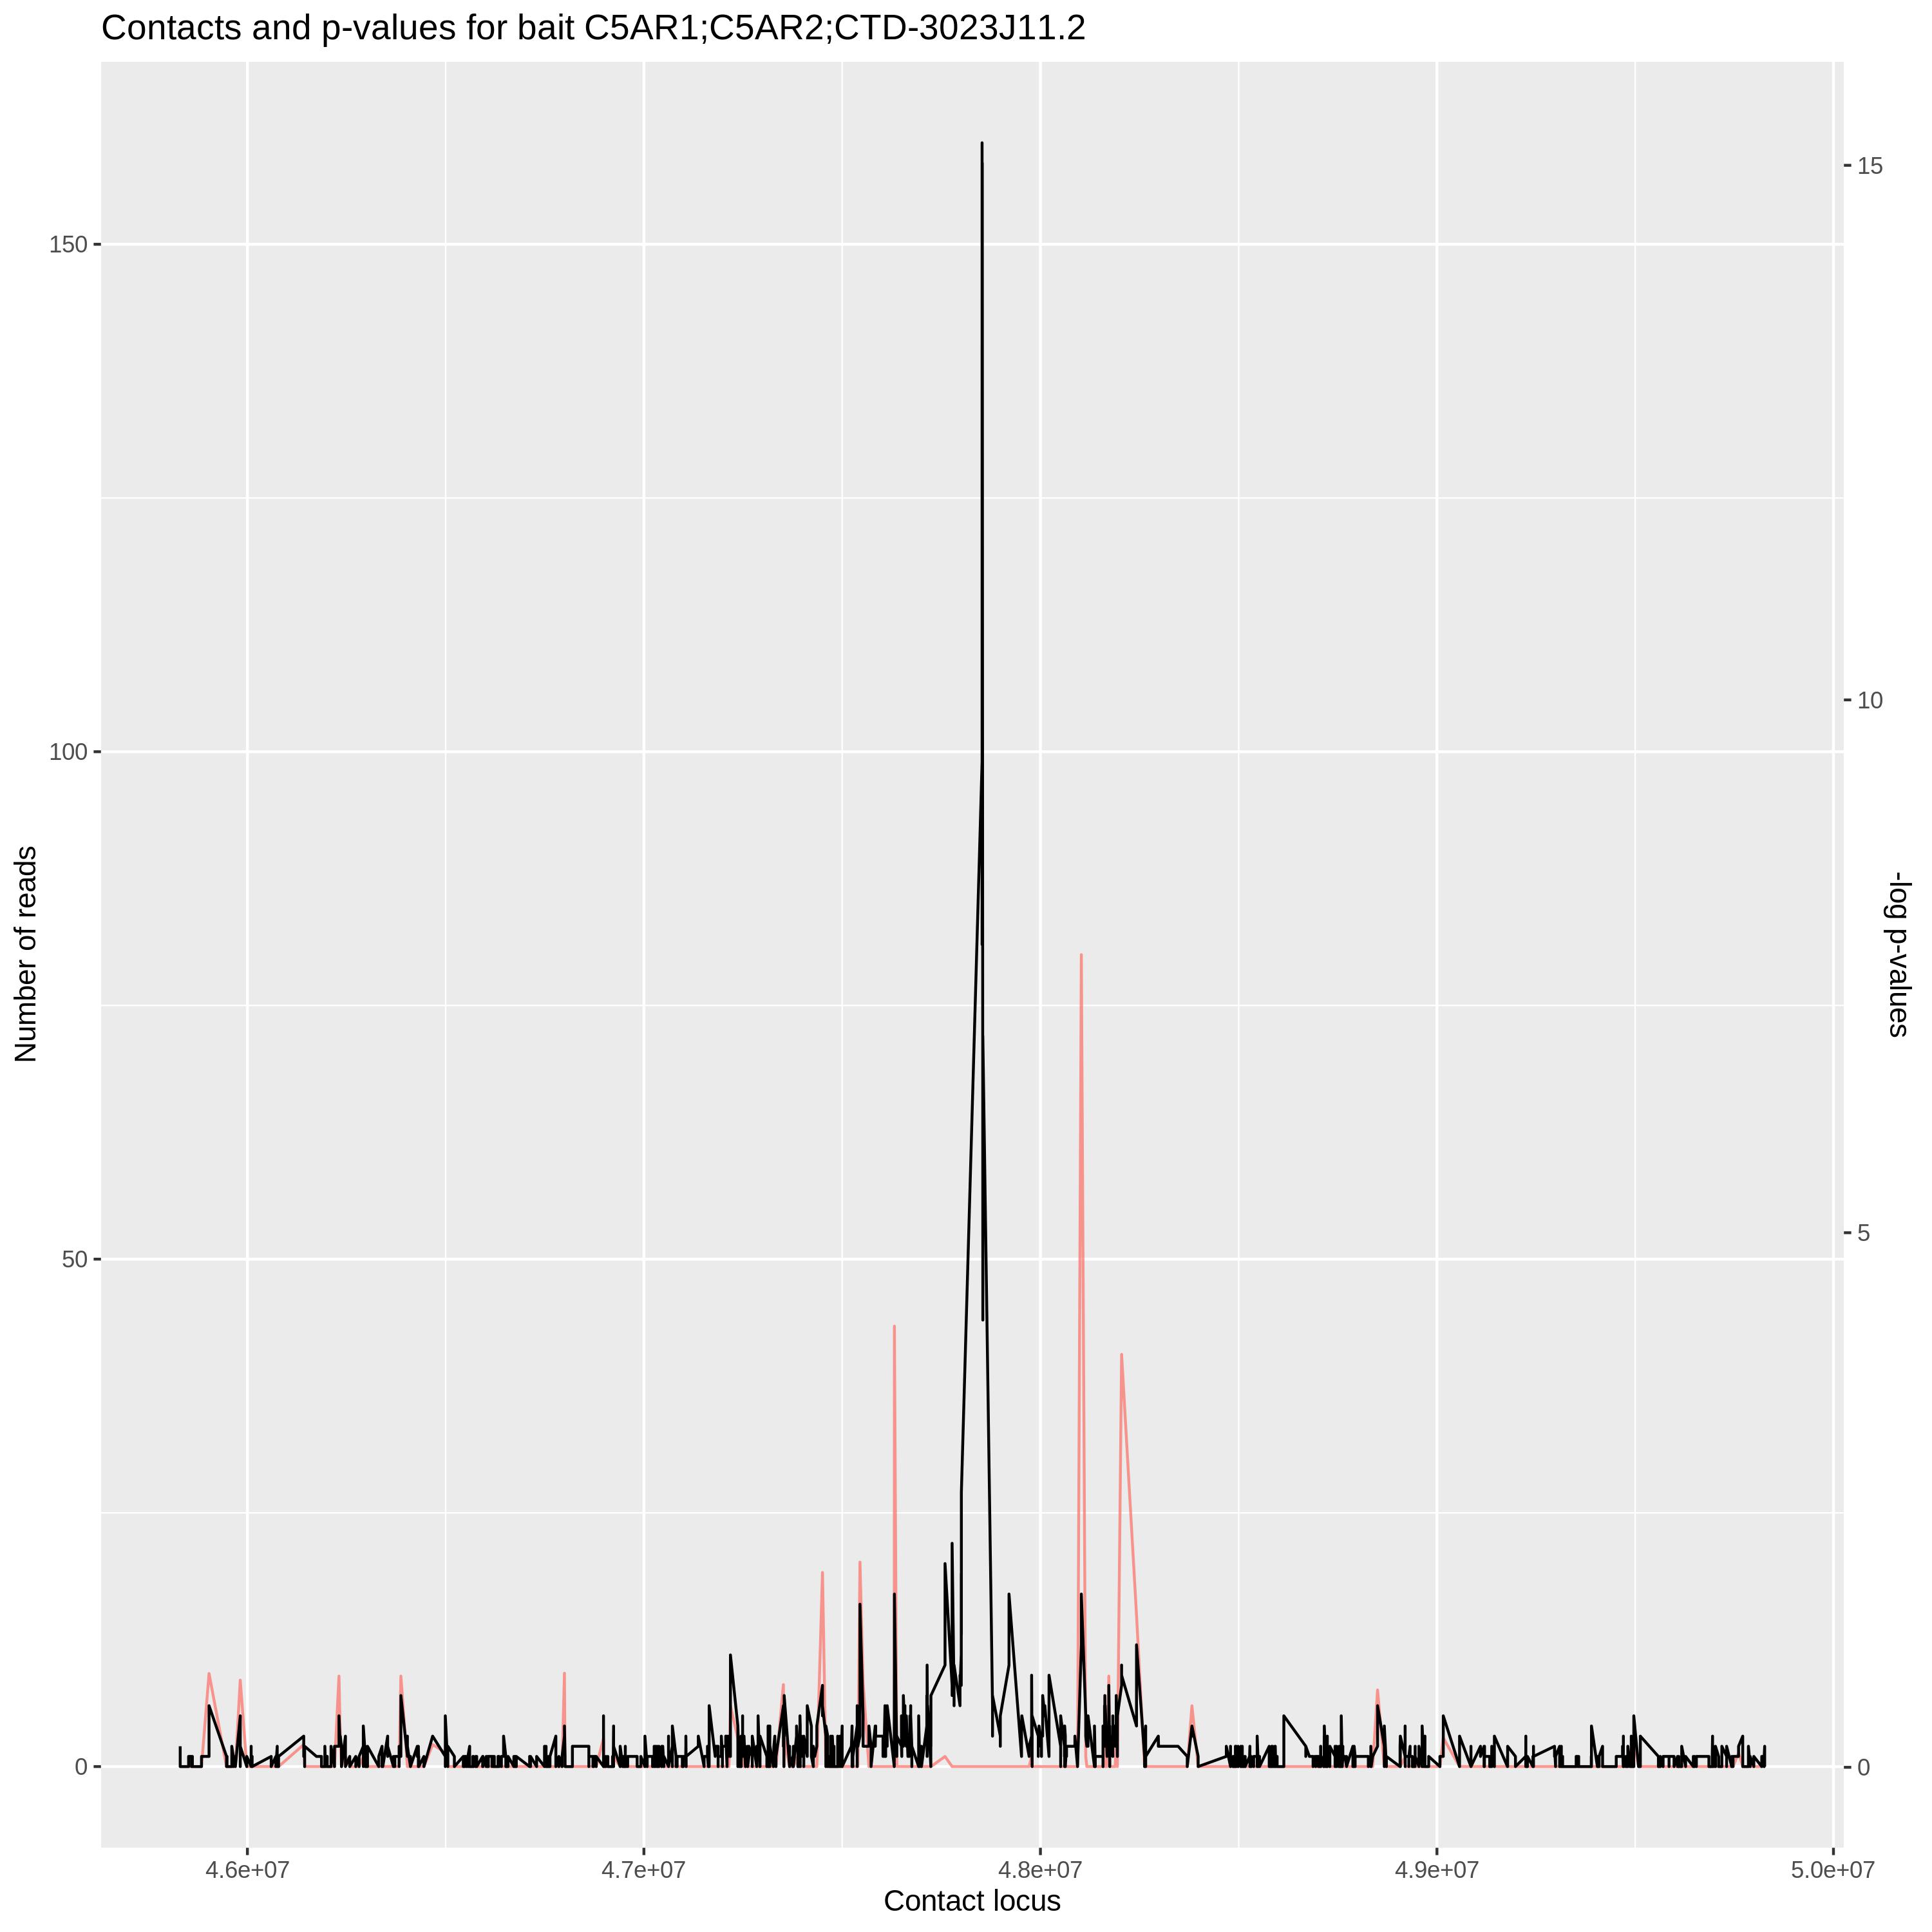 Contacts and p-values for bait C5AR1;C5AR2;CTD-3023J11.2
150
100
50
0
Number of reads
15
10
5
0
-log p-values
4.6e+07
4.7e+07
4.8e+07
4.9e+07
5.0e+07
Contact locus